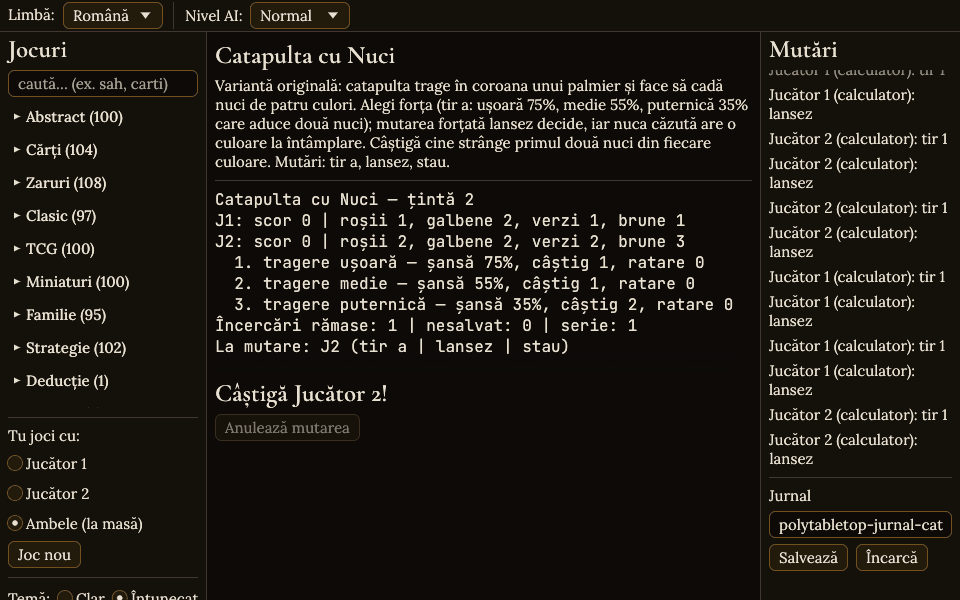 Limbă: Română ▼ Nivel AI: Normal ▼
Jocuri
caută... (ex. sah, carti)
▸ Abstract (100)
▸ Cărți (104)
▸ Zaruri (108)
▸ Clasic (97)
▸ TCG (100)
▸ Miniaturi (100)
▸ Familie (95)
▸ Strategie (102)
▸ Deducție (1)
Tu joci cu:
Jucător 1
Jucător 2
Ambele (la masă)
Joc nou
Temă: Clar Întunecat
Catapulta cu Nuci
Variantă originală: catapulta trage în coroana unui palmier și face să cadă
nuci de patru culori. Alegi forța (tir a: ușoară 75%, medie 55%, puternică 35%
care aduce două nuci); mutarea forțată lansez decide, iar nuca căzută are o
culoare la întâmplare. Câștigă cine strânge primul două nuci din fiecare
culoare. Mutări: tir a, lansez, stau.
Catapulta cu Nuci — țintă 2
J1: scor 0 | roșii 1, galbene 2, verzi 1, brune 1
J2: scor 0 | roșii 2, galbene 2, verzi 2, brune 3
1. tragere ușoară — șansă 75%, câștig 1, ratare 0
2. tragere medie — șansă 55%, câștig 1, ratare 0
3. tragere puternică — șansă 35%, câștig 2, ratare 0
Încercări rămase: 1 | nesalvat: 0 | serie: 1
La mutare: J2 (tir a | lansez | stau)
Câștigă Jucător 2!
Anulează mutarea
Mutări
Jucător 1 (calculator): tir 1
Jucător 1 (calculator):
lansez
Jucător 2 (calculator): tir 1
Jucător 2 (calculator):
lansez
Jucător 2 (calculator): tir 1
Jucător 2 (calculator):
lansez
Jucător 1 (calculator): tir 1
Jucător 1 (calculator):
lansez
Jucător 1 (calculator): tir 1
Jucător 1 (calculator):
lansez
Jucător 2 (calculator): tir 1
Jucător 2 (calculator):
lansez
Jurnal
polytabletop-jurnal-cat
Salvează Încarcă